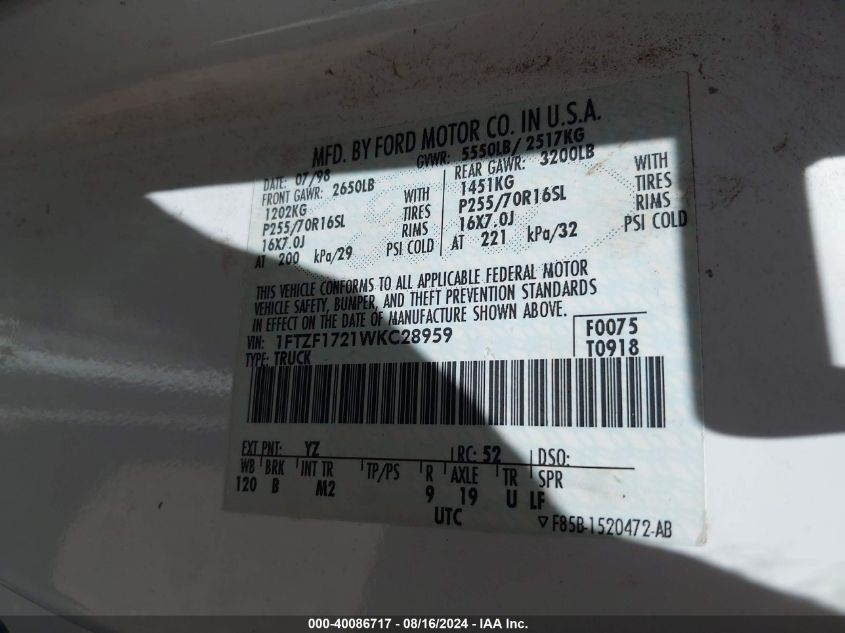 MFD. BY FORD MOTOR CO. IN U.S.A.
DATE: 07/98 GVWR: 5550LB/ 2517KG
FRONT GAWR: 2650LB REAR GAWR: 3200LB
1202KG WITH 1451KG WITH
P255/70R16SL TIRES P255/70R16SL TIRES
16X7.0J RIMS 16X7.0J RIMS
AT 200 kPa/29 PSI COLD AT 221 kPa/32 PSI COLD
THIS VEHICLE CONFORMS TO ALL APPLICABLE FEDERAL MOTOR
VEHICLE SAFETY, BUMPER, AND THEFT PREVENTION STANDARDS
IN EFFECT ON THE DATE OF MANUFACTURE SHOWN ABOVE.
VIN: 1FTZF1721WKC28959 F0075
TYPE: TRUCK T0918
EXT PNT: YZ RC: 52 DSO:
WB BRK INT TR TP/PS R AXLE TR SPR
120 B M2 9 19 U LF
UTC F85B-1520472-AB
000-40086717 - 08/16/2024 - IAA Inc.